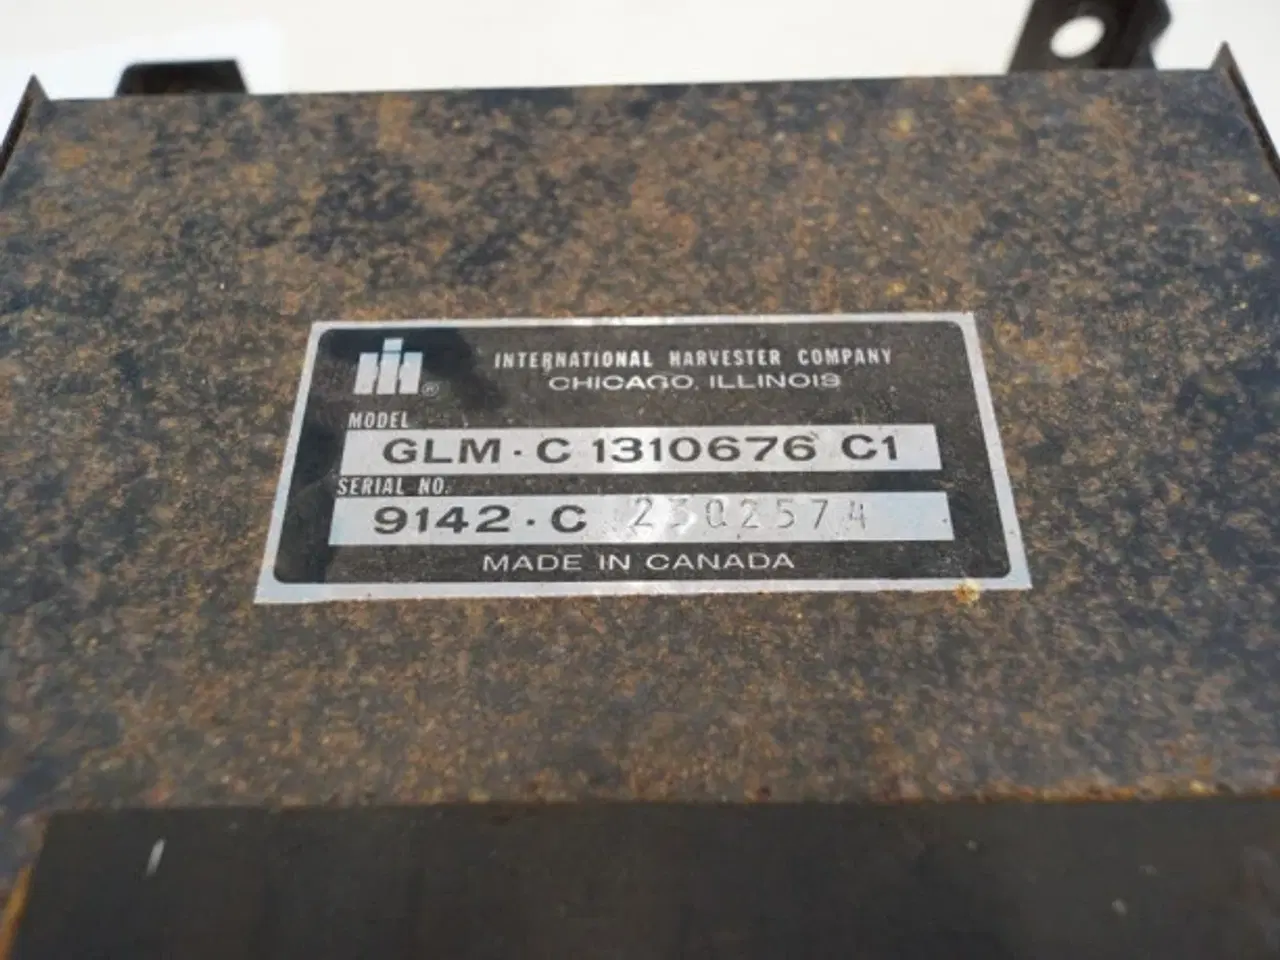 INTERNATIONAL HARVESTER COMPANY
CHICAGO, ILLINOIS
MODEL
GLM · C 1310676 C1
SERIAL NO.
9142 · C 2302574
MADE IN CANADA